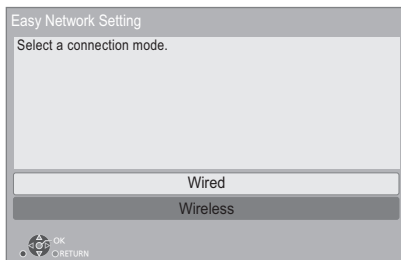 Easy Network Setting
Select a connection mode.
Wired
Wireless
OK
RETURN